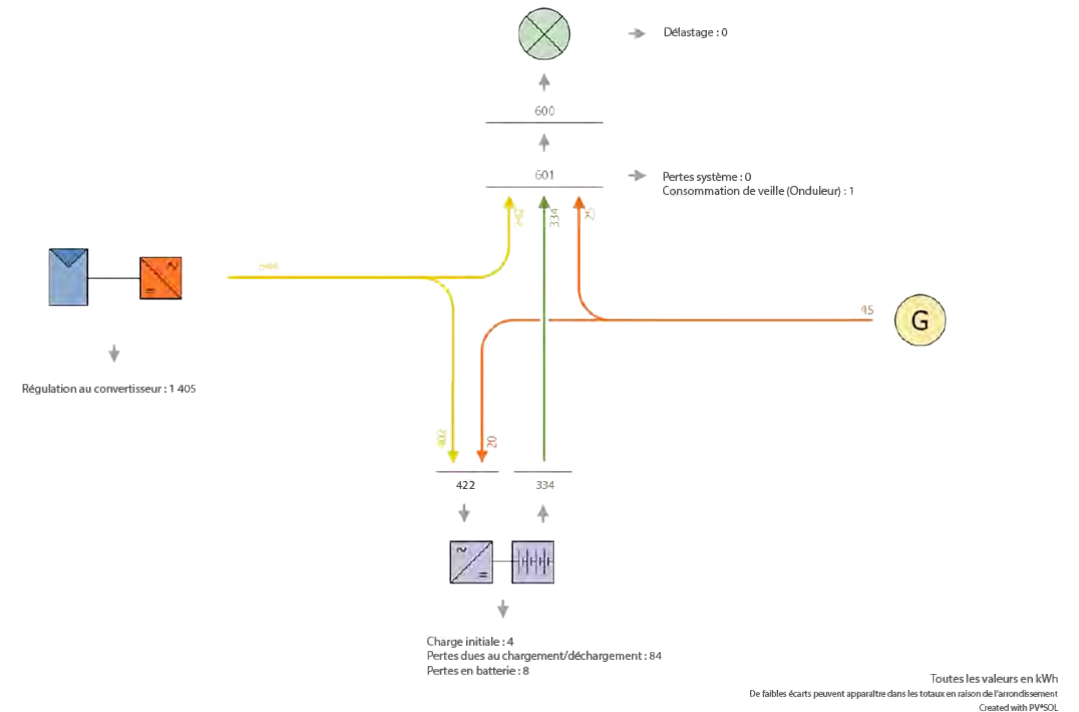 Délastage : 0
600
601
Pertes système : 0
Consommation de veille (Onduleur) : 1
334
25
45
G
Régulation au convertisseur : 1 405
402
20
422
334
Charge initiale : 4
Pertes dues au chargement/déchargement : 84
Pertes en batterie : 8
Toutes les valeurs en kWh
De faibles écarts peuvent apparaître dans les totaux en raison de l'arrondissement
Created with PV*SOL